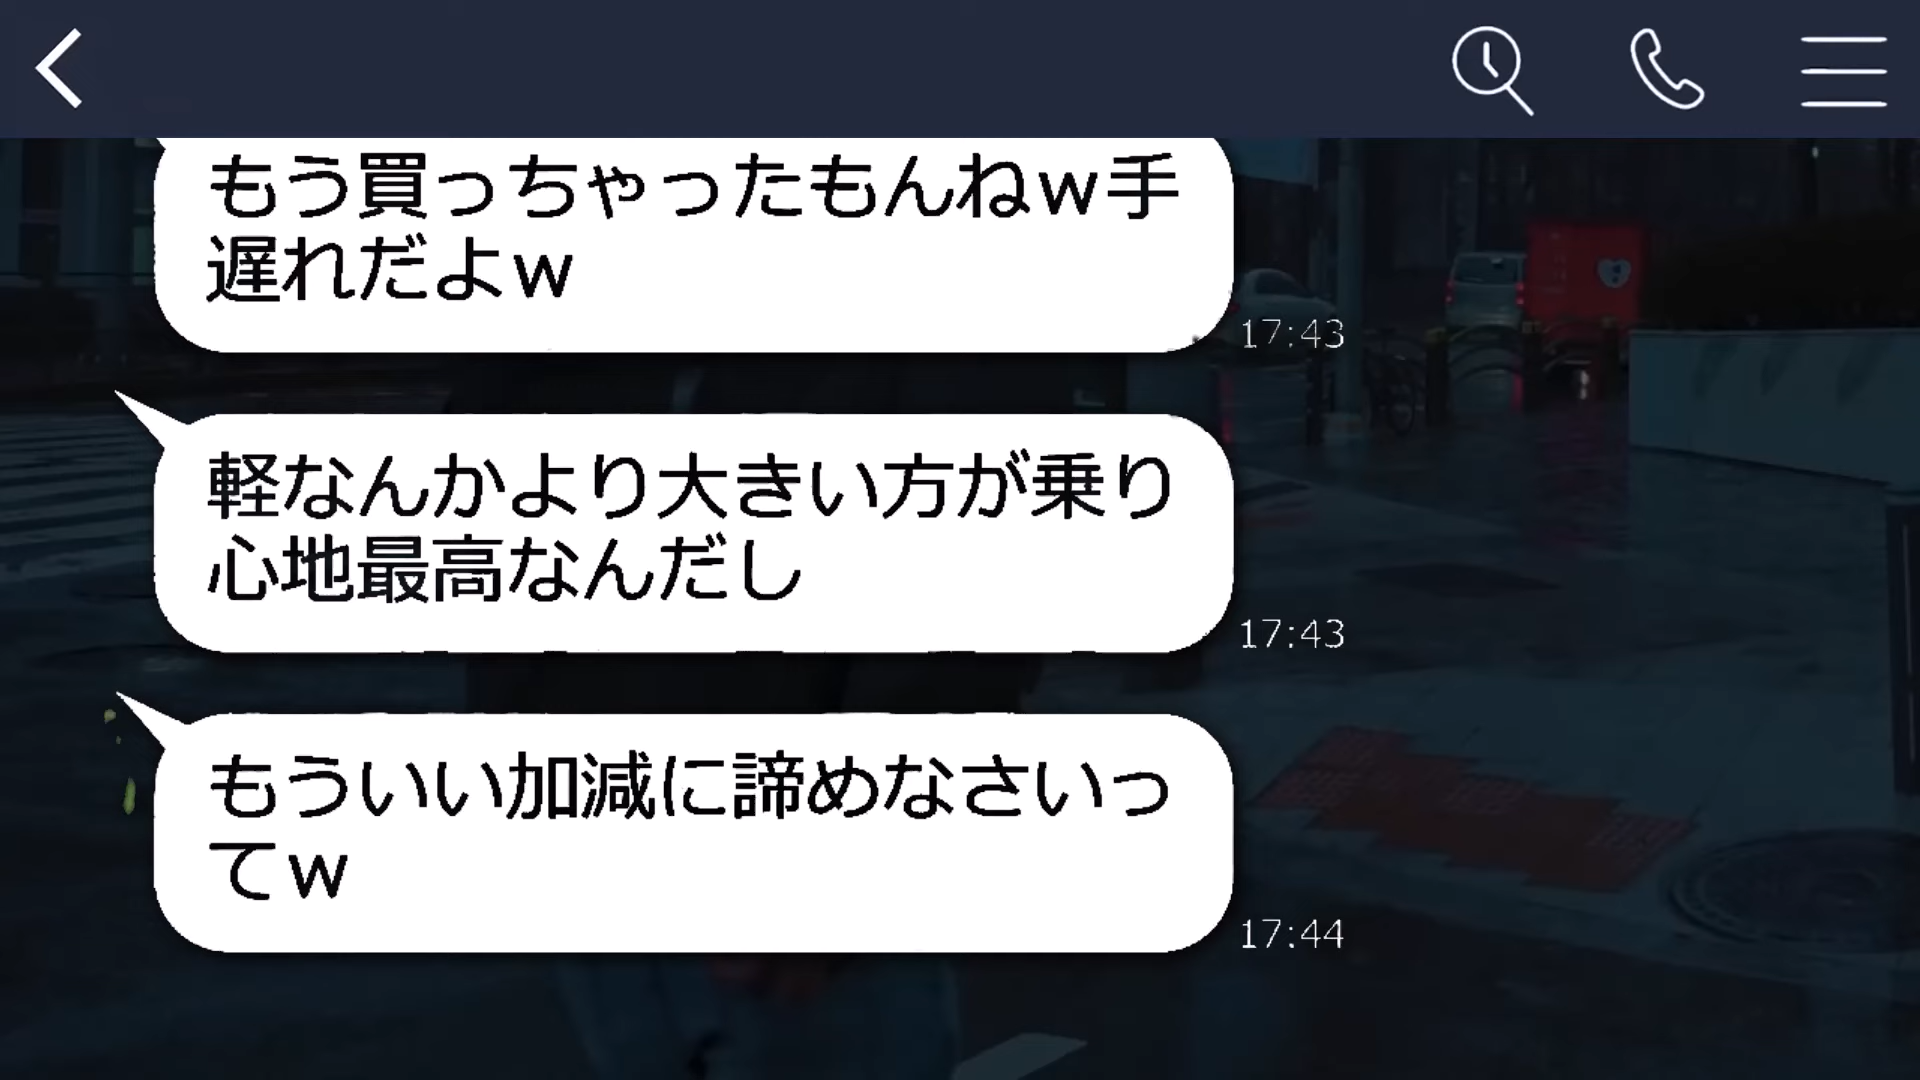 もう買っちゃったもんねｗ手
遅れだよｗ
17:43
軽なんかより大きい方が乗り
心地最高なんだし
17:43
もういい加減に諦めなさいっ
てｗ
17:44